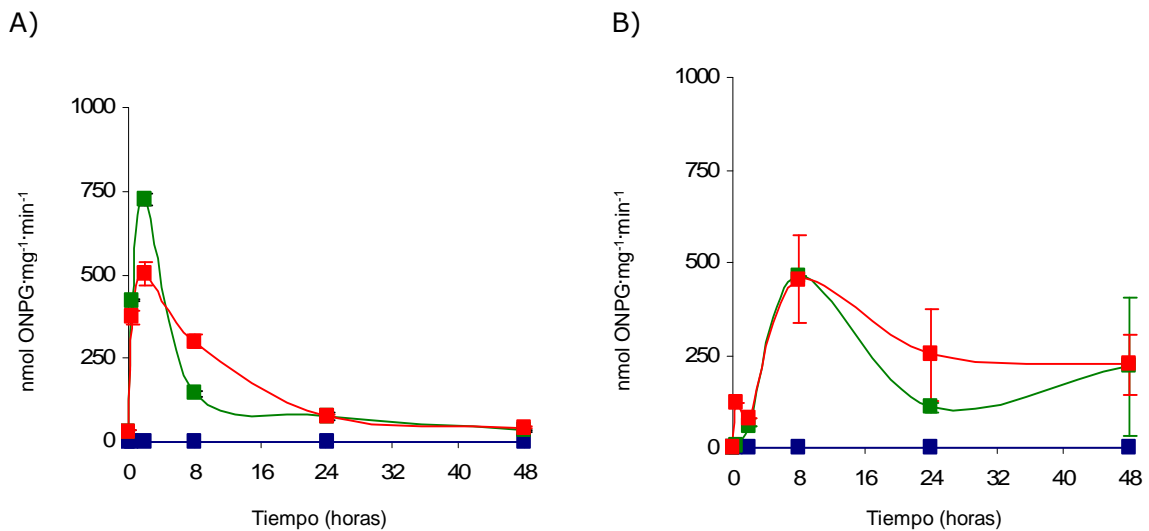 A)
1000
750
500
250
0
nmol ONPG·mg⁻¹·min⁻¹
0 8 16 24 32 40 48
Tiempo (horas)
B)
1000
750
500
250
0
nmol ONPG·mg⁻¹·min⁻¹
0 8 16 24 32 40 48
Tiempo (horas)